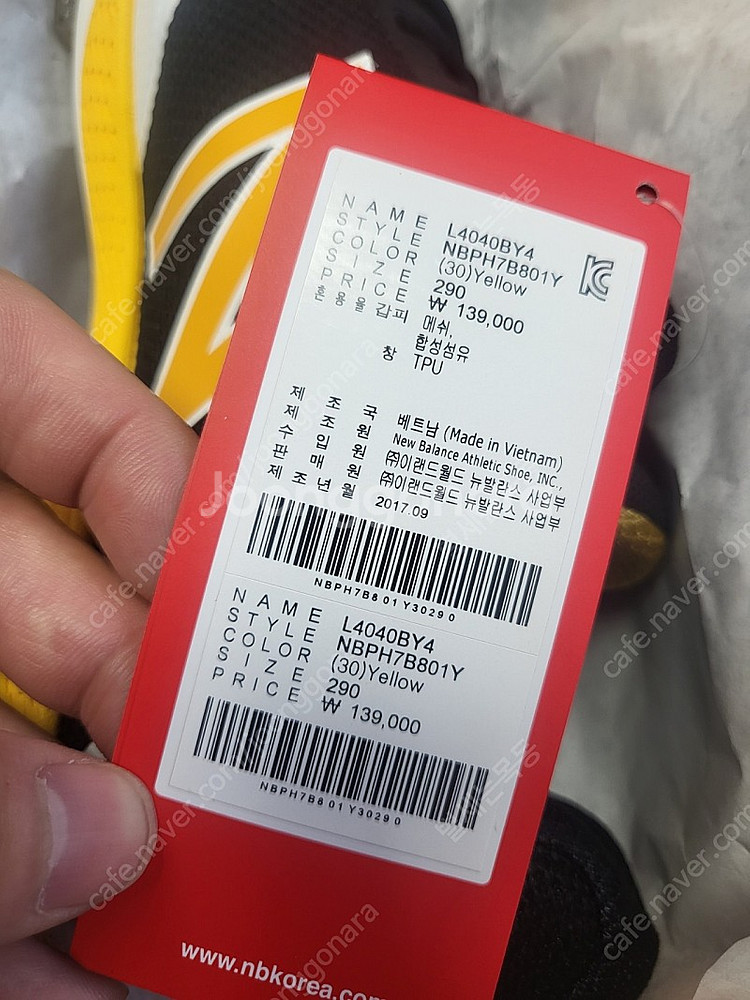 NAME L4040BY4
STYLE NBPH7B801Y
COLOR (30)Yellow
SIZE 290
PRICE ₩ 139,000
혼용율 갑피 메쉬,
합성섬유
창 TPU
제조국 베트남 (Made in Vietnam)
제조원 New Balance Athletic Shoe, INC.,
수입원 ㈜이랜드월드 뉴발란스 사업부
판매원 ㈜이랜드월드 뉴발란스 사업부
제조년월 2017.09
NBPH7B801Y30290
NAME L4040BY4
STYLE NBPH7B801Y
COLOR (30)Yellow
SIZE 290
PRICE ₩ 139,000
NBPH7B801Y30290
www.nbkorea.com
cafe.naver.com/joonggonara